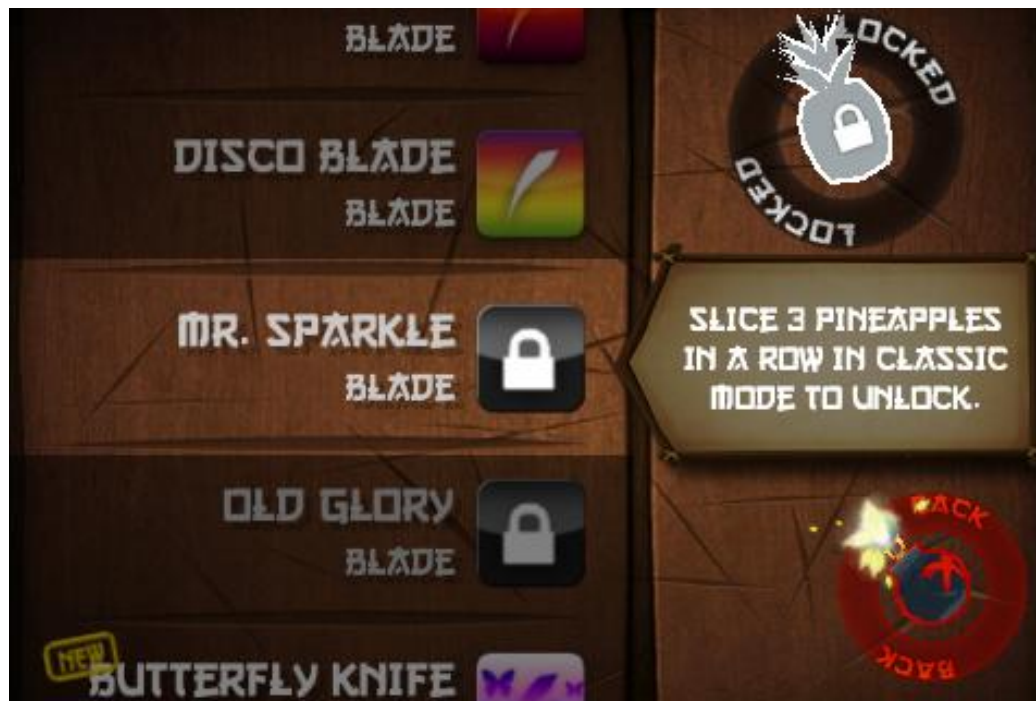 BLADE
DISCO BLADE
BLADE
MR. SPARKLE
BLADE
OLD GLORY
BLADE
NEW
BUTTERFLY KNIFE
LOCKED
LOCKED
SLICE 3 PINEAPPLES
IN A ROW IN CLASSIC
MODE TO UNLOCK.
BACK
BACK